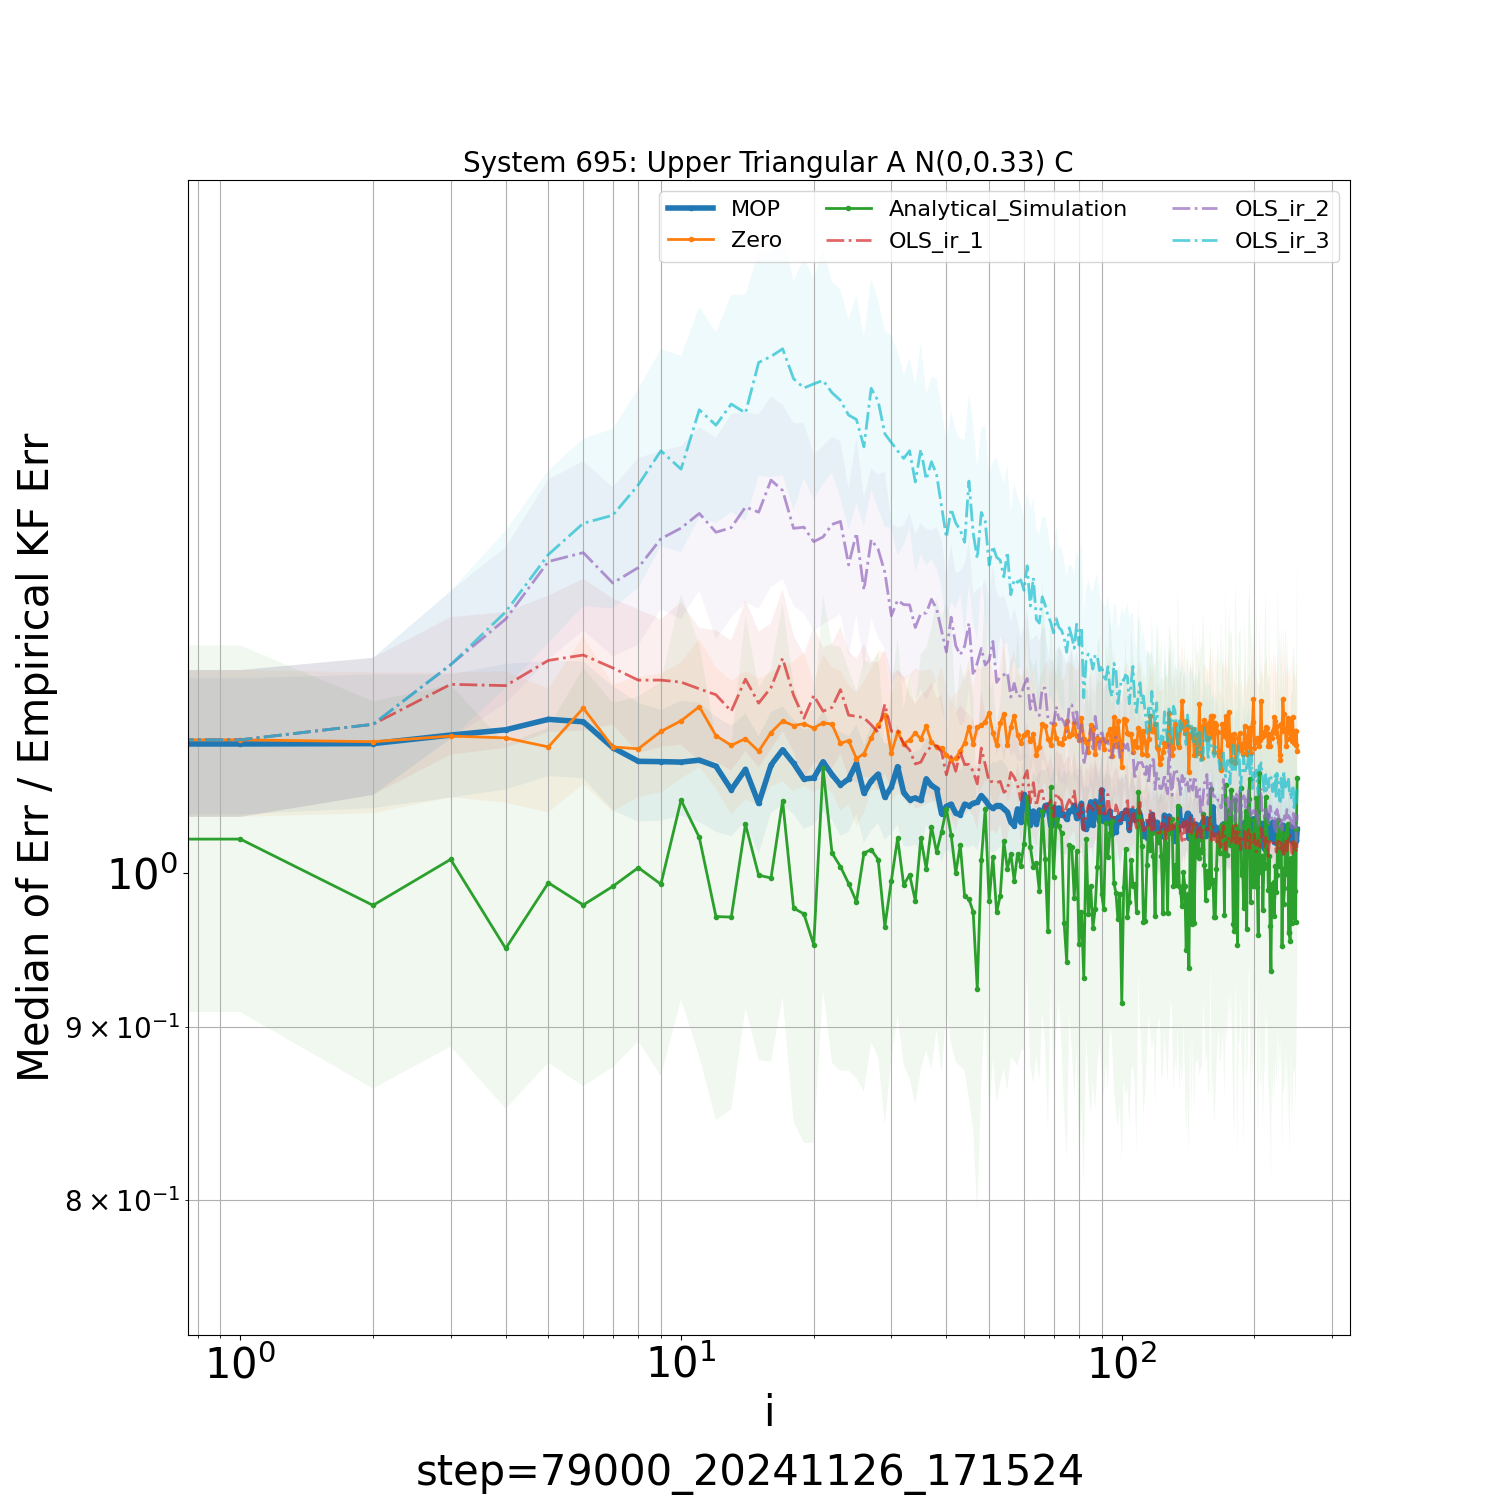 System 695: Upper Triangular A N(0,0.33) C
MOP
Zero
Analytical_Simulation
OLS_ir_1
OLS_ir_2
OLS_ir_3
Median of Err / Empirical KF Err
10⁰
9 × 10⁻¹
8 × 10⁻¹
10⁰ 10¹ 10²
i
step=79000_20241126_171524